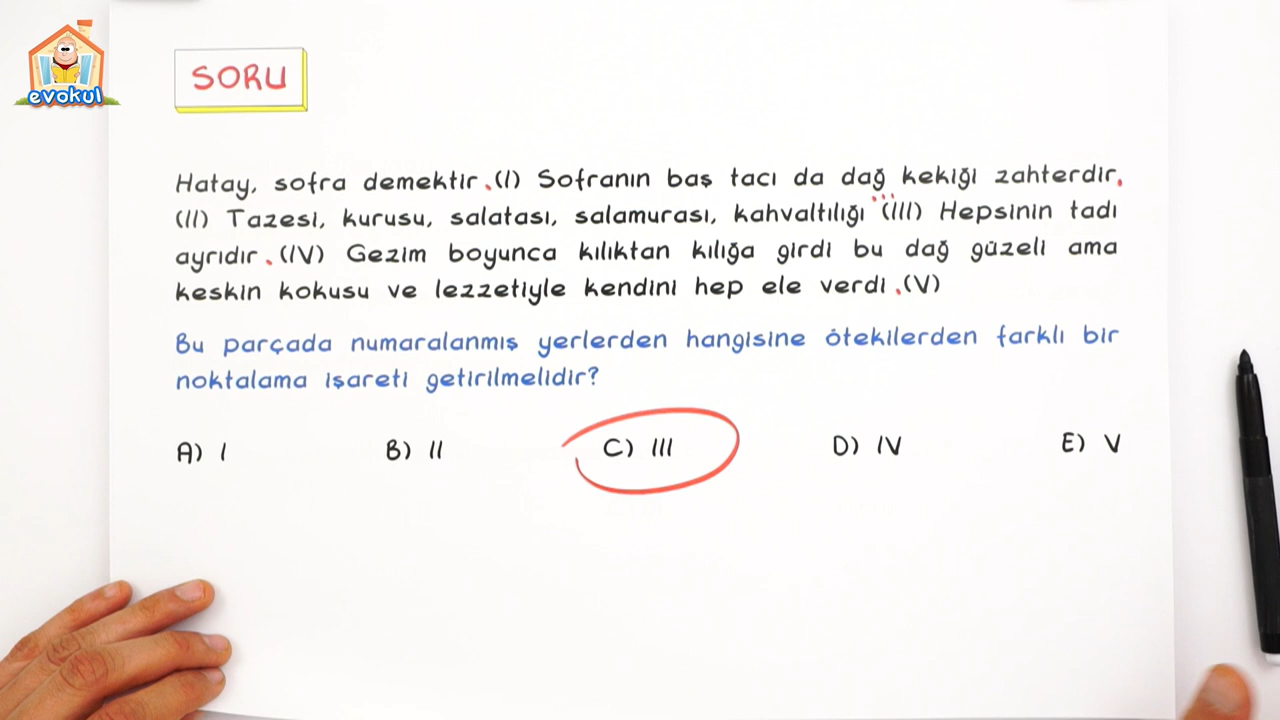 evokul
SORU
Hatay, sofra demektir .(I) Sofranın baş tacı da dağ kekiği zahterdir.
(II) Tazesi, kurusu, salatası, salamurası, kahvaltılığı ...(III) Hepsinin tadı
ayrıdır .(IV) Gezim boyunca kılıktan kılığa girdi bu dağ güzeli ama
keskin kokusu ve lezzetiyle kendini hep ele verdi .(V)
Bu parçada numaralanmış yerlerden hangisine ötekilerden farklı bir
noktalama işareti getirilmelidir?
A) I B) II C) III D) IV E) V